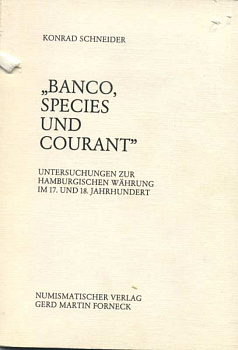 KONRAD SCHNEIDER
„BANCO,
SPECIES
UND
COURANT”
UNTERSUCHUNGEN ZUR
HAMBURGISCHEN WÄHRUNG
IM 17. UND 18. JAHRHUNDERT
NUMISMATISCHER VERLAG
GERD MARTIN FORNECK